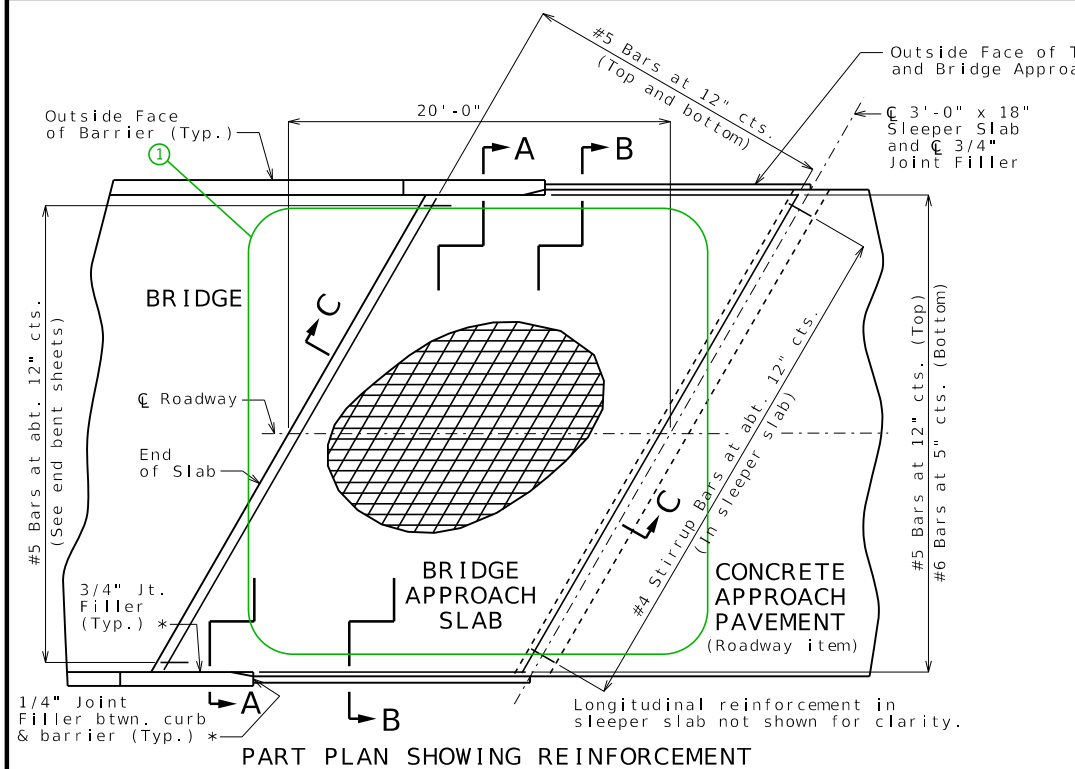 #5 Bars at 12" cts.
(Top and bottom)
Outside Face of
and Bridge
20'-0"
Outside Face
of Barrier (Typ.)
℄ 3'-0" x 18"
Sleeper Slab
and ℄ 3/4"
Joint Filler
1
A
B
BRIDGE
C
#5 Bars at abt. 12" cts.
(See end bent sheets)
℄ Roadway
End
of Slab
#4 Stirrup Bars at abt. 12" cts.
(In sleeper slab)
#5 Bars at 12" cts. (Top)
#6 Bars at 5" cts. (Bottom)
C
3/4" Jt.
Filler
(Typ.) *
BRIDGE
APPROACH
SLAB
CONCRETE
APPROACH
PAVEMENT
(Roadway item)
1/4" Joint
Filler btwn. curb
& barrier (Typ.) *
A
B
Longitudinal reinforcement in
sleeper slab not shown for clarity.
PART PLAN SHOWING REINFORCEMENT